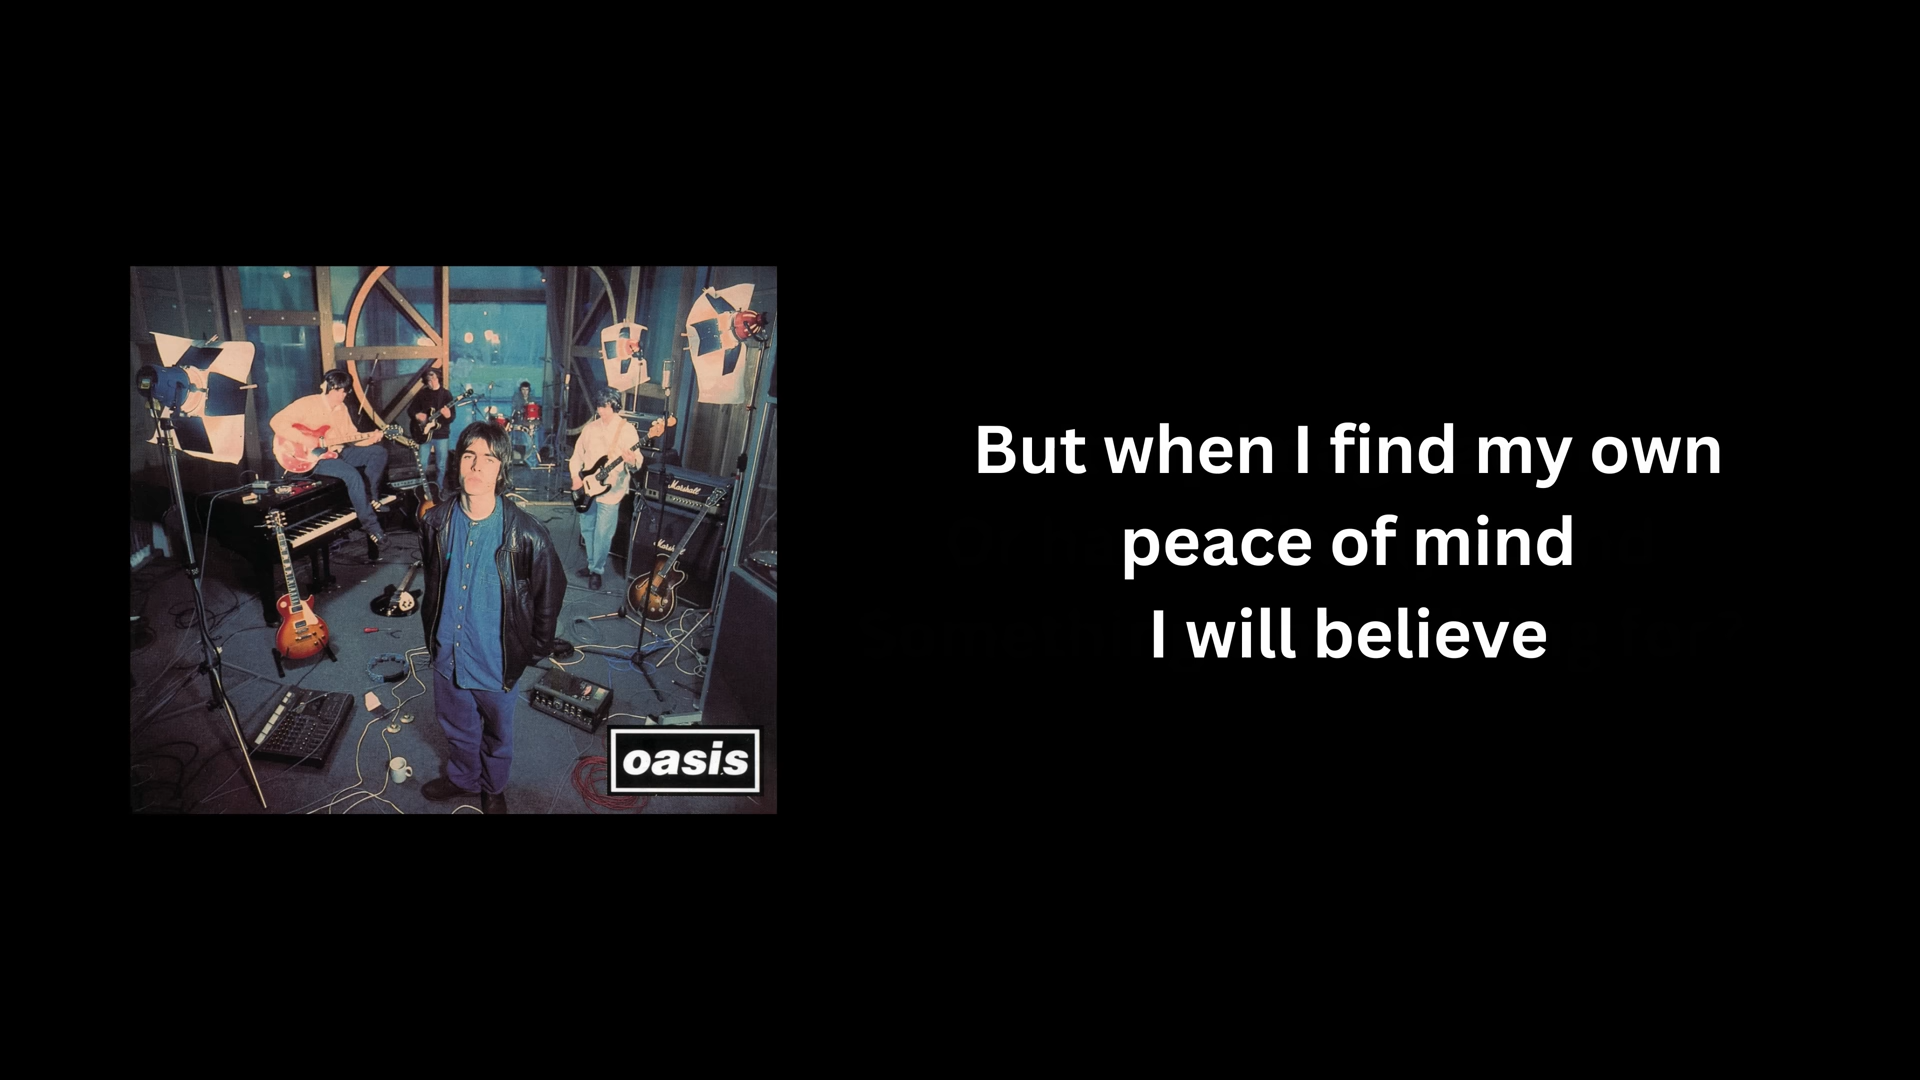 But when I find my own
peace of mind
I will believe
Marshall
Marshall
oasis